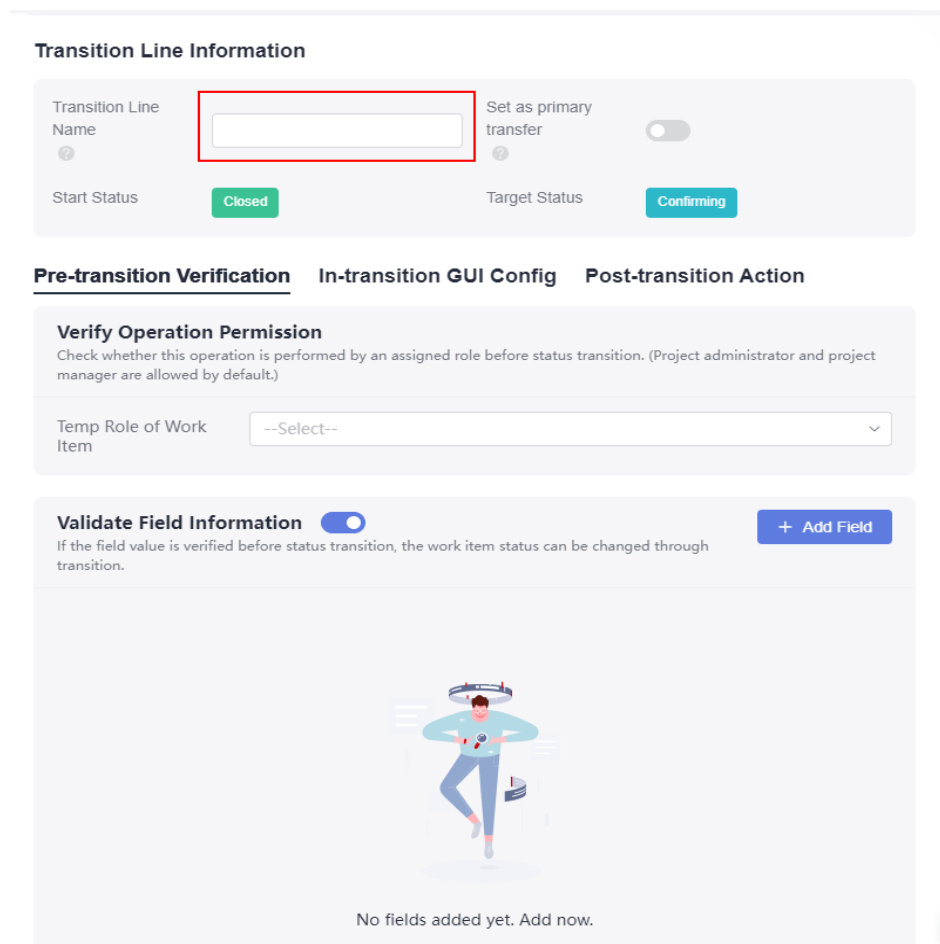 Transition Line Information
Transition Line
Name
?
Set as primary
transfer
?
Start Status
Closed
Target Status
Confirming
Pre-transition Verification
In-transition GUI Config
Post-transition Action
Verify Operation Permission
Check whether this operation is performed by an assigned role before status transition. (Project administrator and project
manager are allowed by default.)
Temp Role of Work
Item
--Select--
Validate Field Information
+ Add Field
If the field value is verified before status transition, the work item status can be changed through
transition.
No fields added yet. Add now.